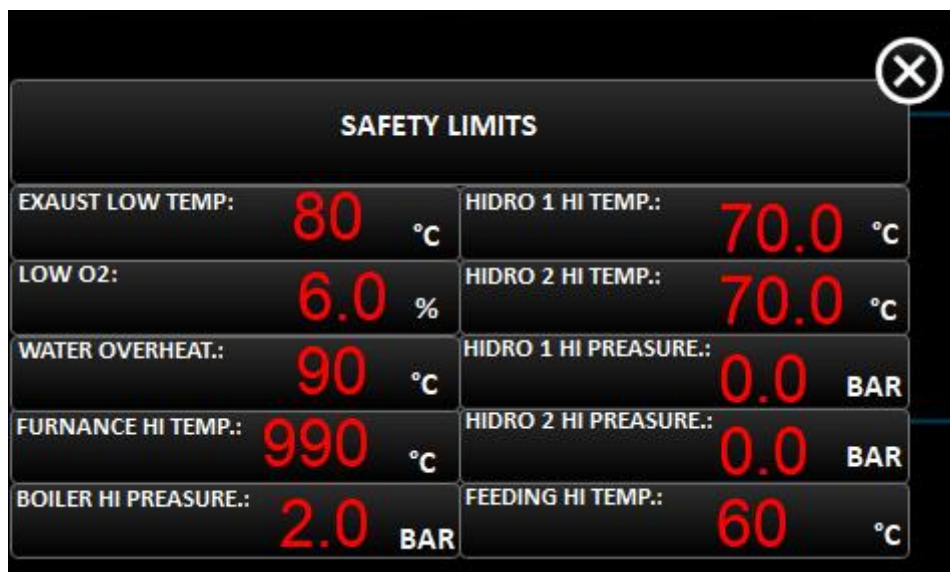 SAFETY LIMITS
EXAUST LOW TEMP: 80 °C
HIDRO 1 HI TEMP.: 70.0 °C
LOW O2: 6.0 %
HIDRO 2 HI TEMP.: 70.0 °C
WATER OVERHEAT.: 90 °C
HIDRO 1 HI PREASURE.: 0.0 BAR
FURNANCE HI TEMP.: 990 °C
HIDRO 2 HI PREASURE.: 0.0 BAR
BOILER HI PREASURE.: 2.0 BAR
FEEDING HI TEMP.: 60 °C